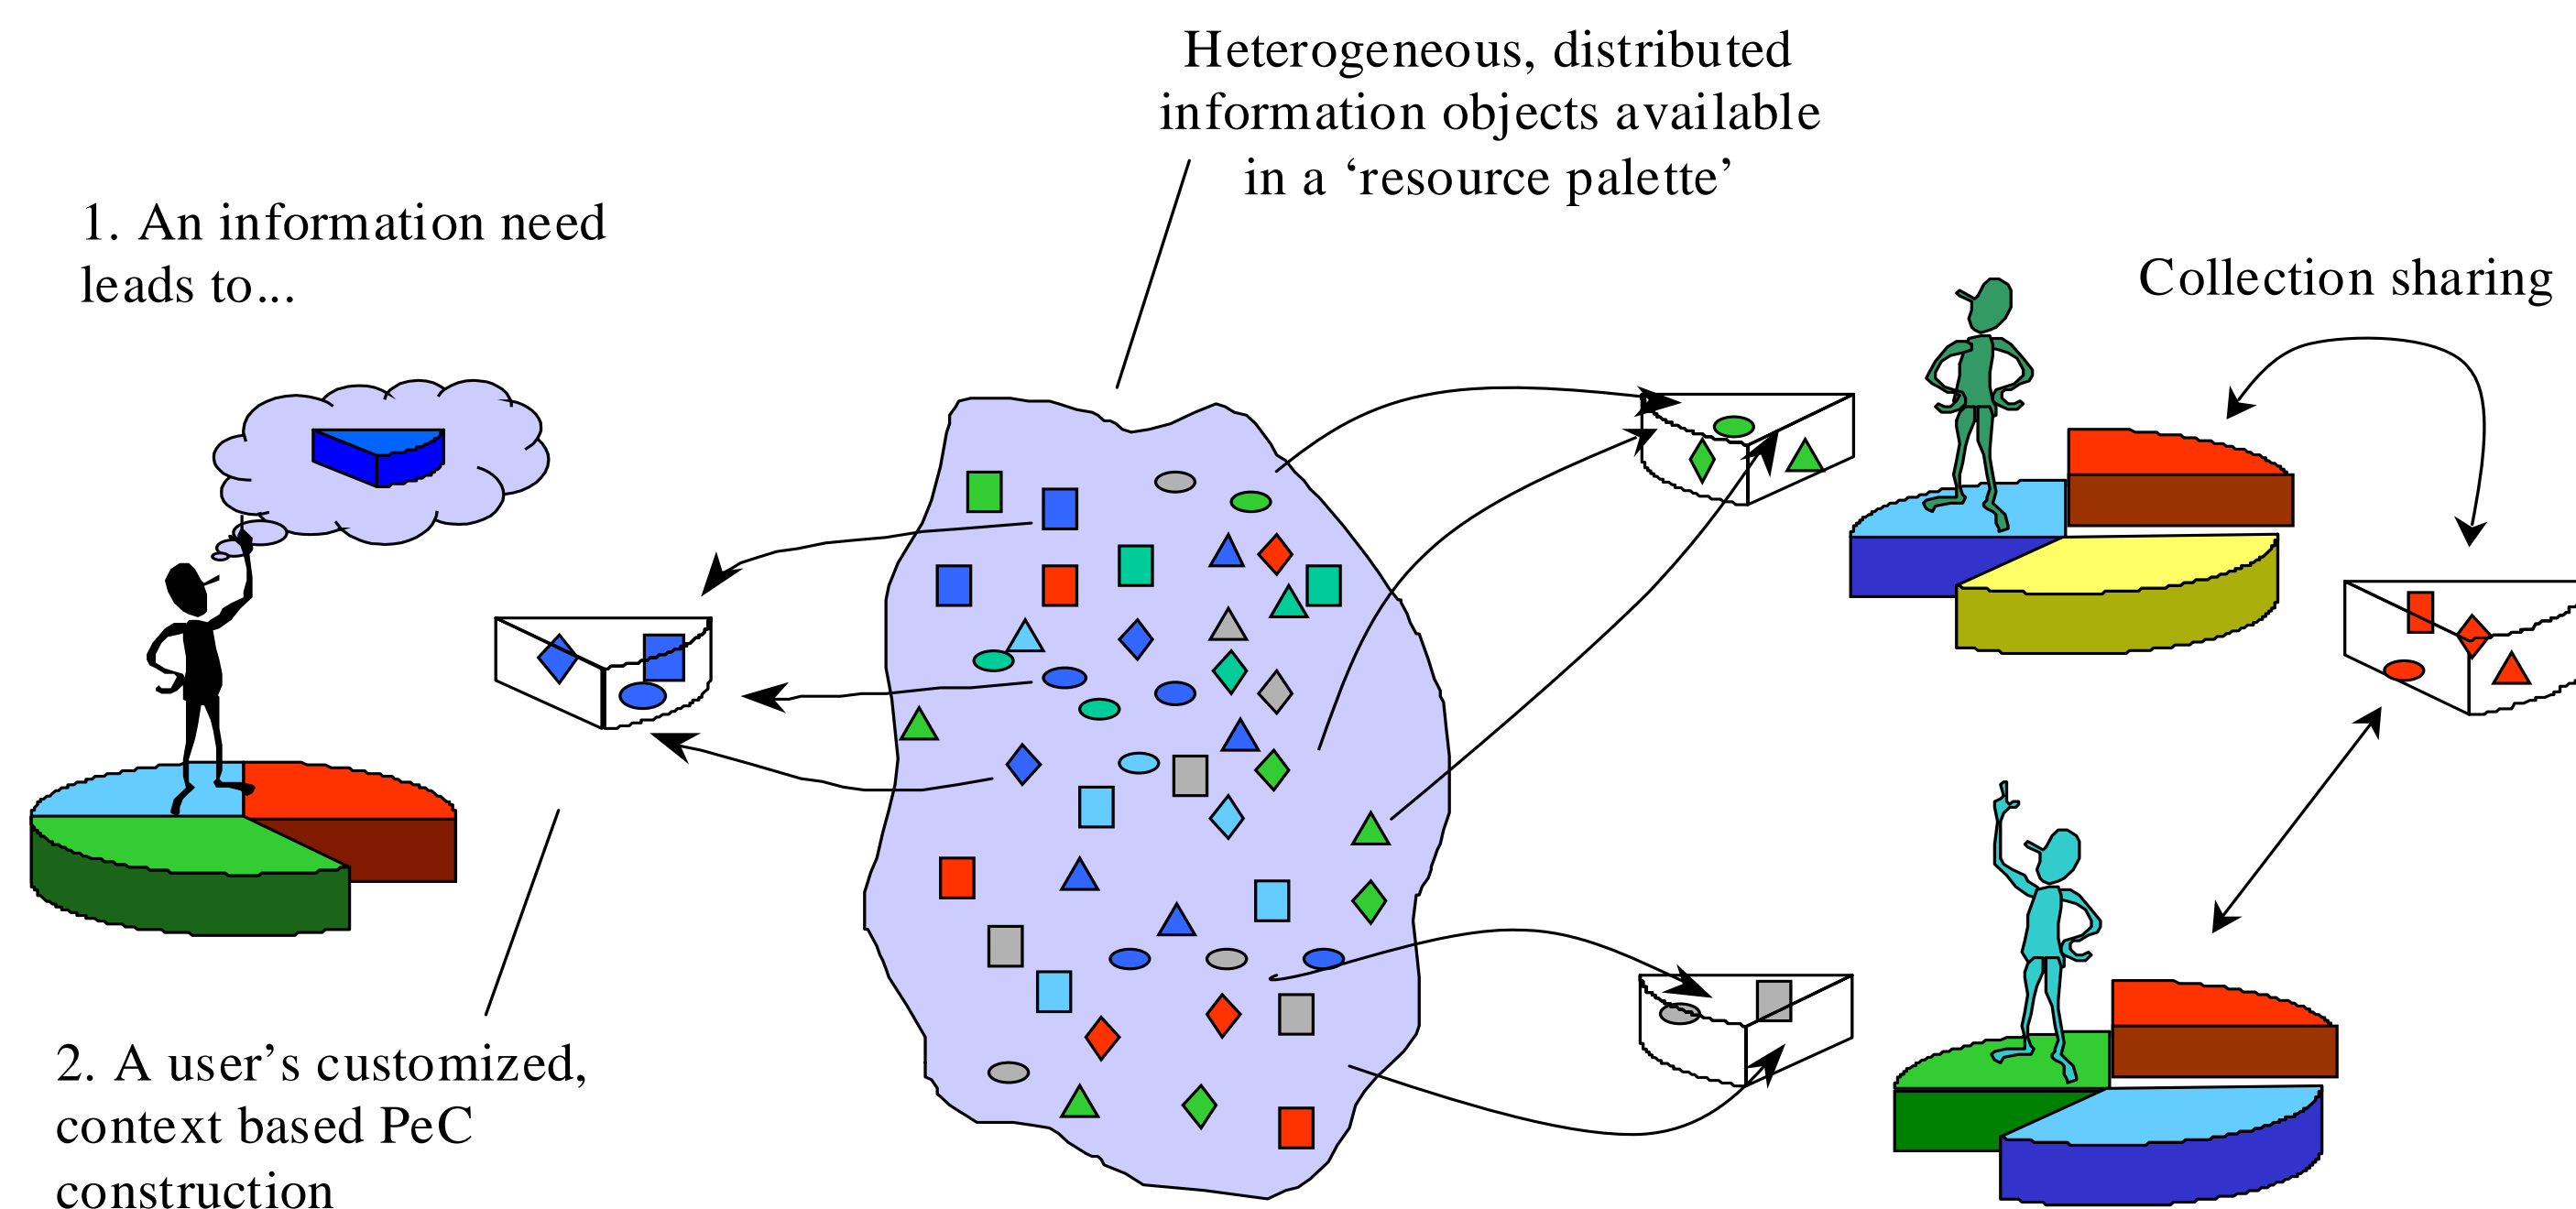 Heterogeneous, distributed
information objects available
in a ‘resource palette’
1. An information need
leads to...
Collection sharing
2. A user’s customized,
context based PeC
construction